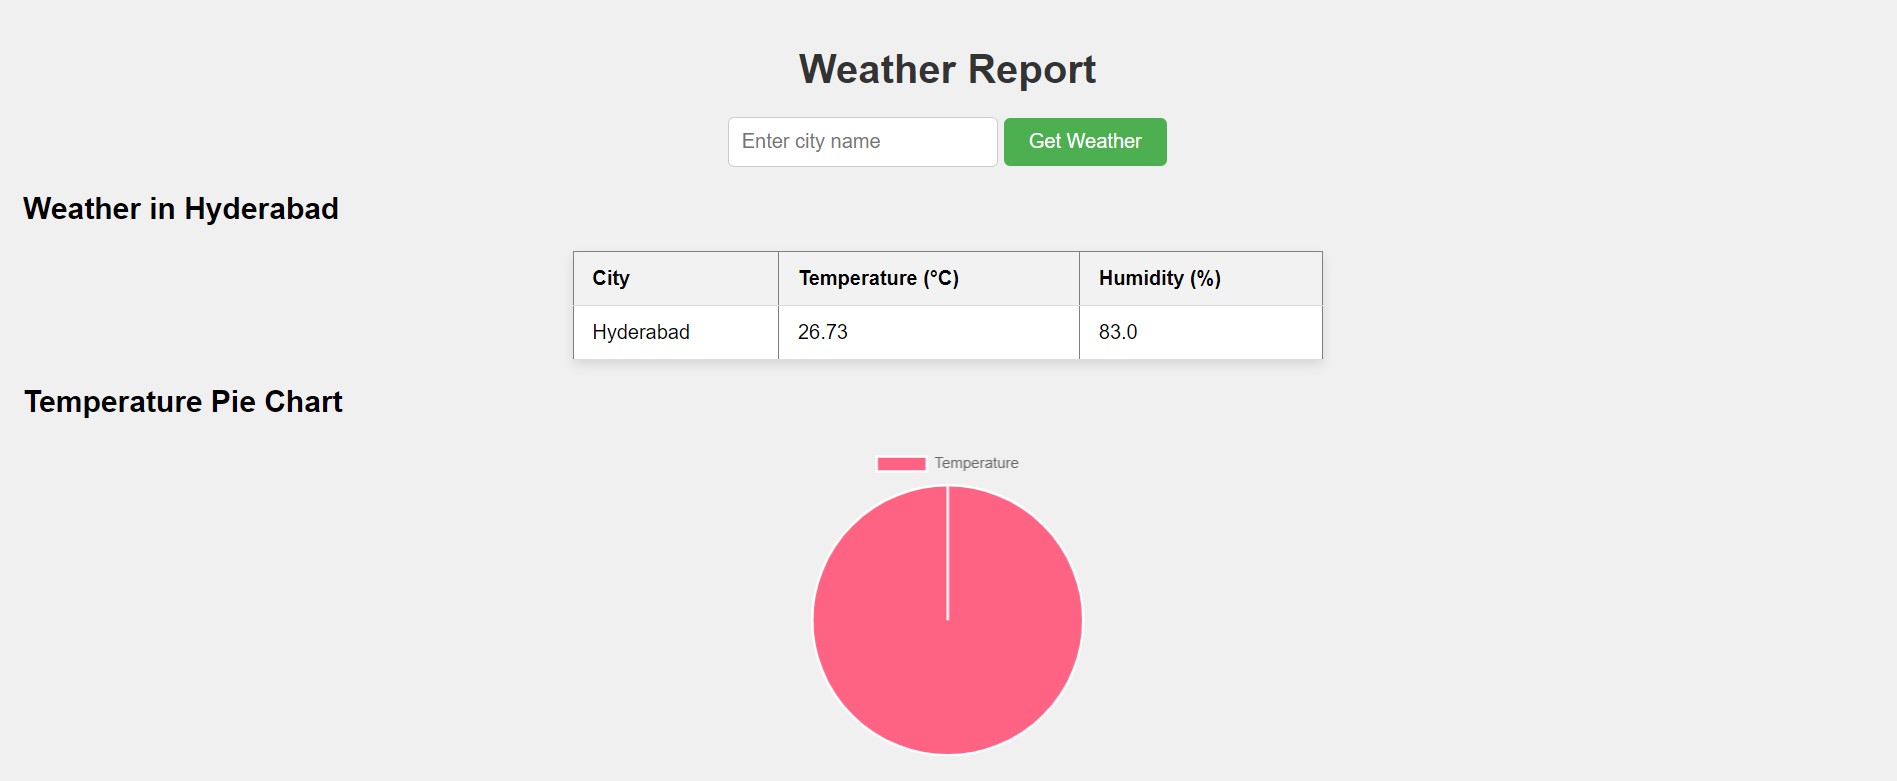 Weather Report
Enter city name Get Weather
Weather in Hyderabad
City Temperature (°C) Humidity (%)
Hyderabad 26.73 83.0
Temperature Pie Chart
Temperature